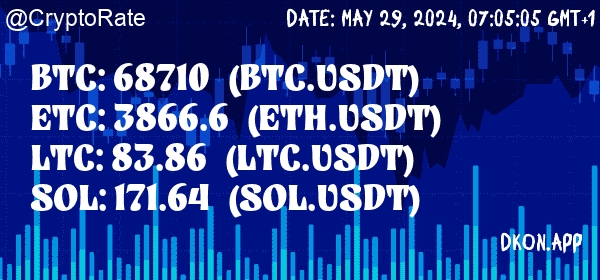 @CryptoRate
DATE: MAY 29, 2024, 07:05:05 GMT+1
BTC: 68710 (BTC.USDT)
ETC: 3866.6 (ETH.USDT)
LTC: 83.86 (LTC.USDT)
SOL: 171.64 (SOL.USDT)
DKON.APP